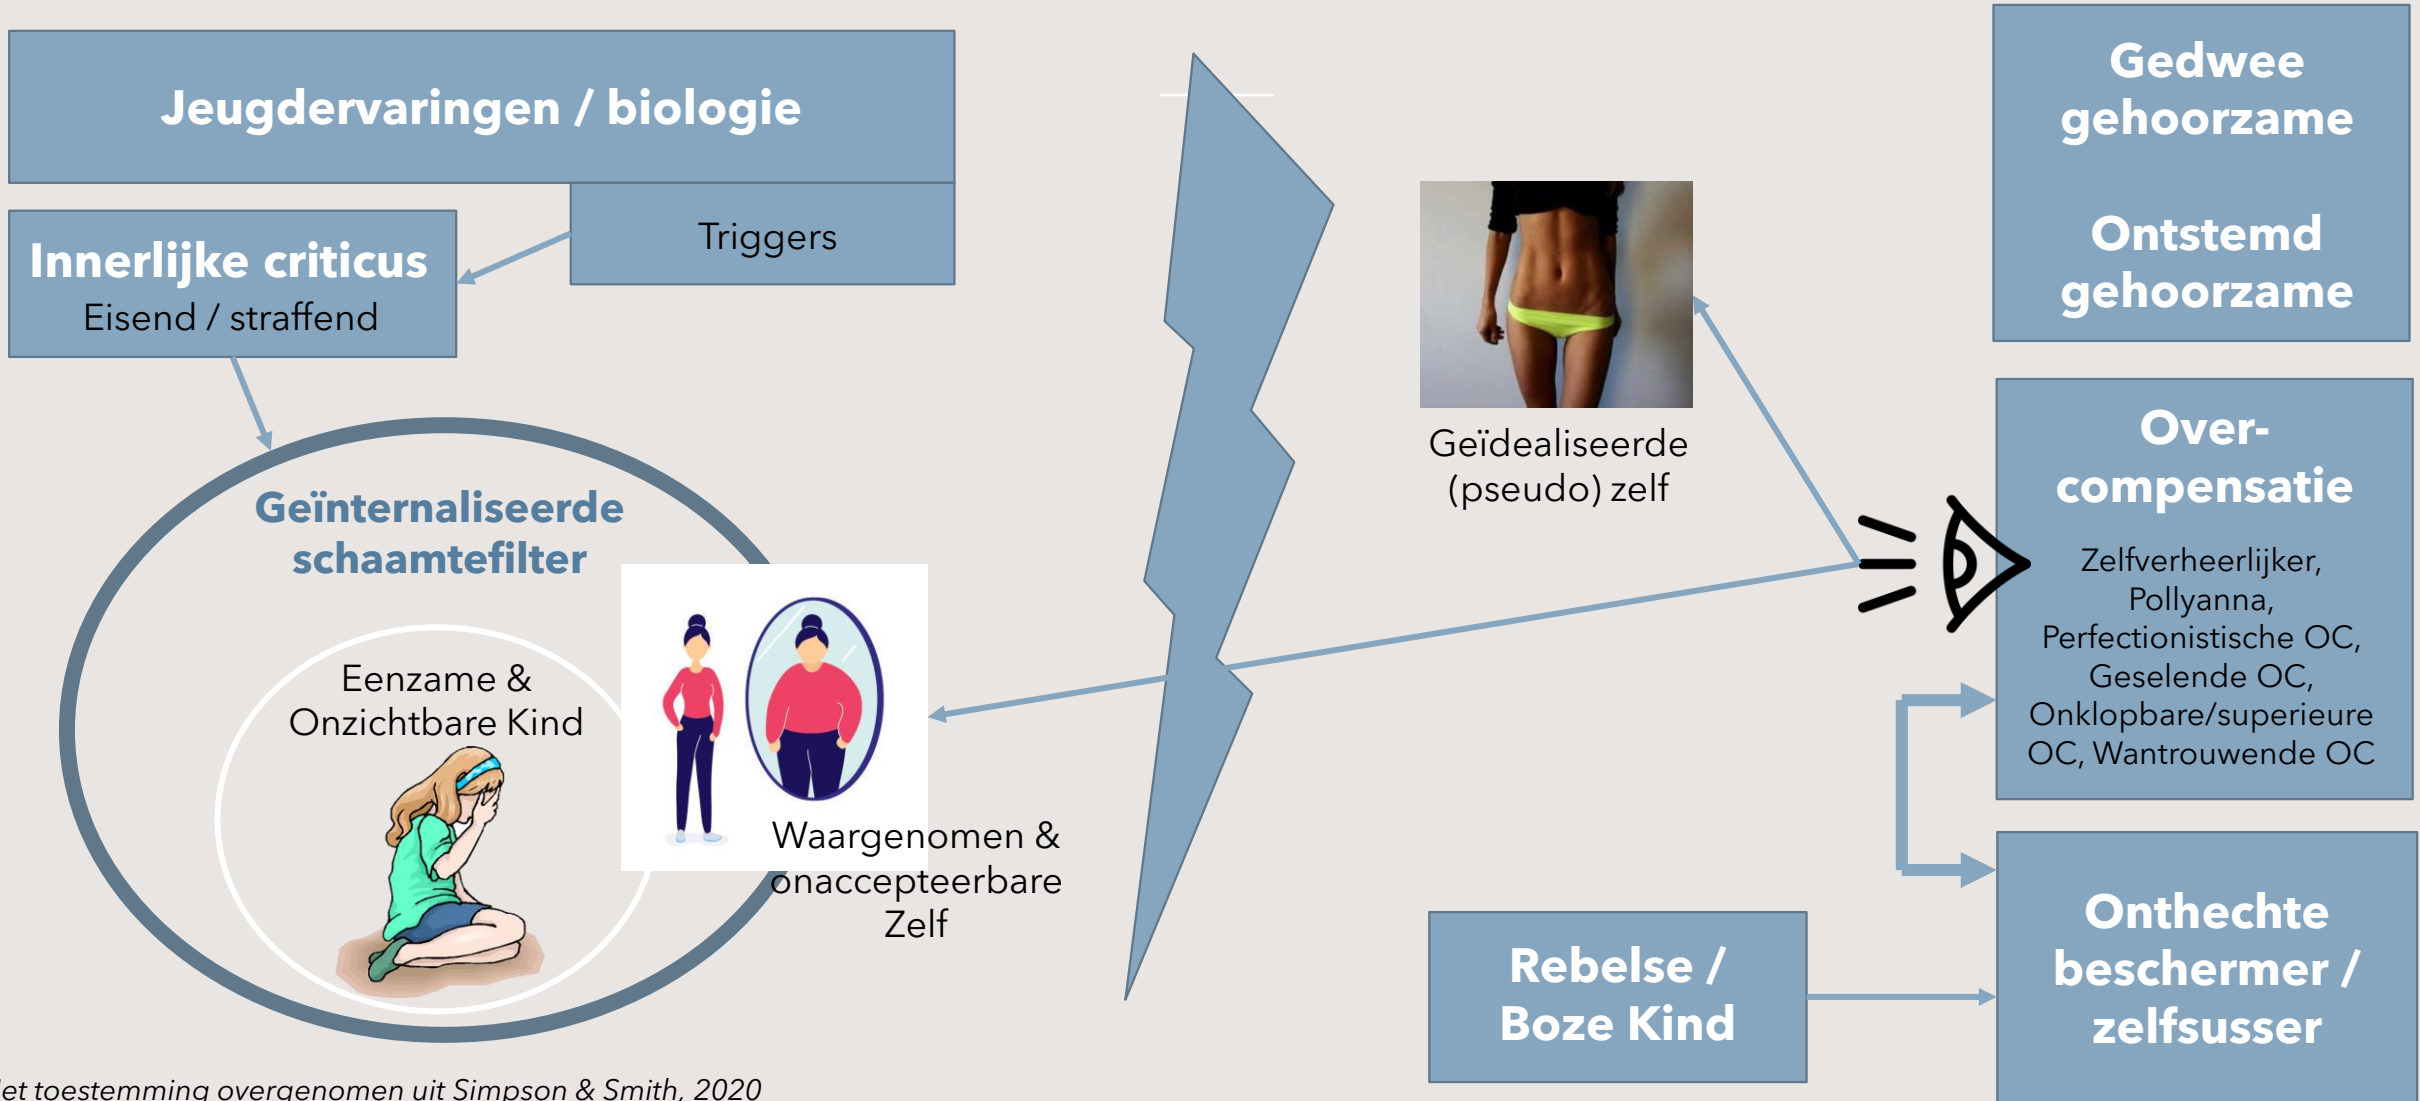 Jeugdervaringen / biologie
Triggers
Innerlijke criticus
Eisend / straffend
Geïnternaliseerde
schaamtefilter
Eenzame &
Onzichtbare Kind
Waargenomen &
onaccepteerbare
Zelf
Geïdealiseerde
(pseudo) zelf
Gedwee
gehoorzame
Ontstemd
gehoorzame
Over-
compensatie
Zelfverheerlijker,
Pollyanna,
Perfectionistische OC,
Geselende OC,
Onklopbare/superieure
OC, Wantrouwende OC
Rebelse /
Boze Kind
Onthechte
beschermer /
zelfsusser
et toestemming overgenomen uit Simpson & Smith, 2020